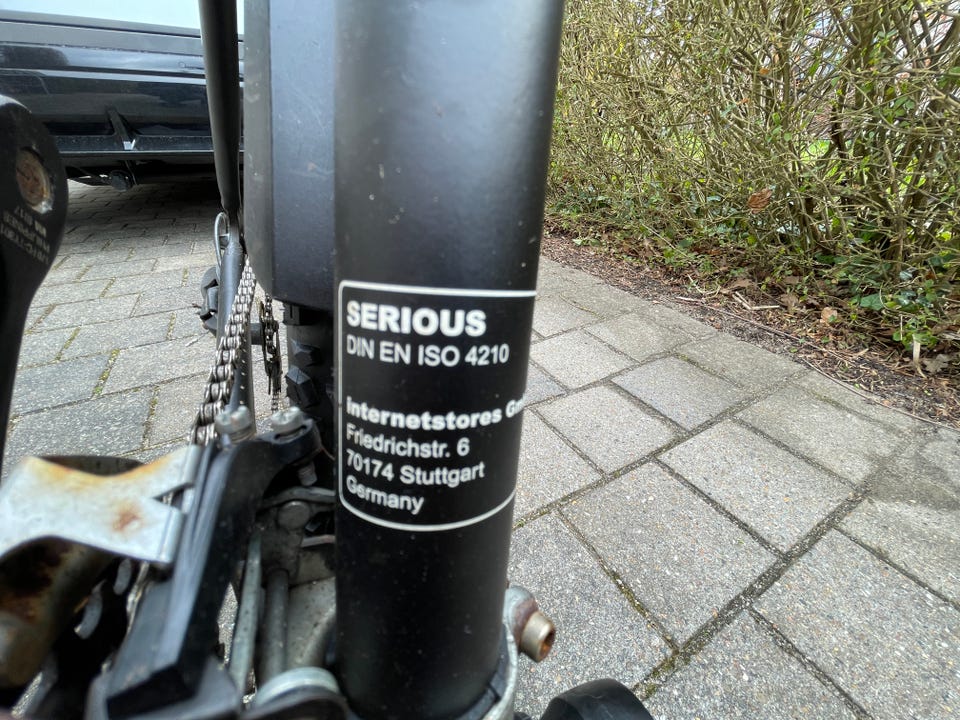 SERIOUS
DIN EN ISO 4210
Internetstores G
Friedrichstr. 6
70174 Stuttgart
Germany